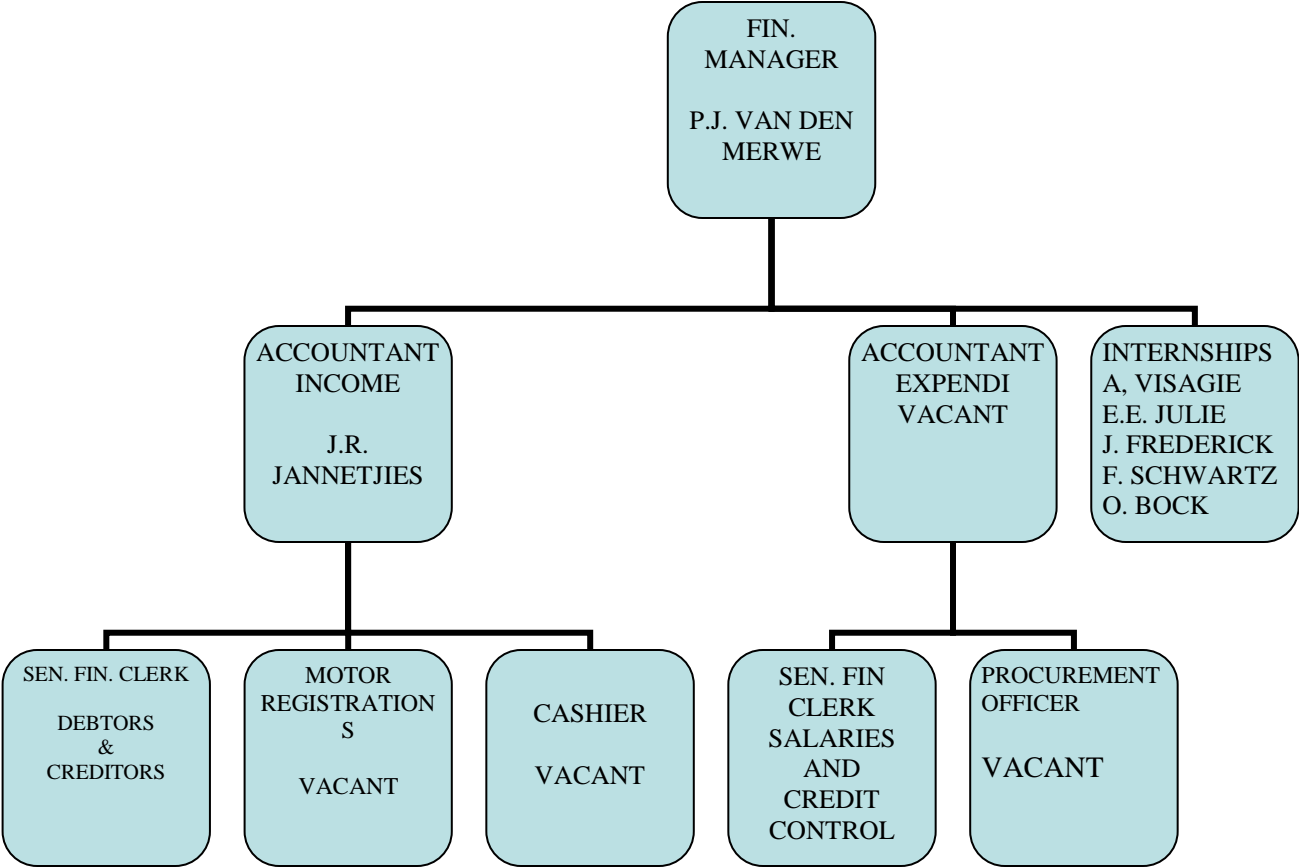 FIN.
MANAGER
P.J. VAN DEN
MERWE
ACCOUNTANT
INCOME
J.R.
JANNETJIES
ACCOUNTANT
EXPENDI
VACANT
INTERNSHIPS
A, VISAGIE
E.E. JULIE
J. FREDERICK
F. SCHWARTZ
O. BOCK
SEN. FIN. CLERK
DEBTORS
&
CREDITORS
MOTOR
REGISTRATION
S
VACANT
CASHIER
VACANT
SEN. FIN
CLERK
SALARIES
AND
CREDIT
CONTROL
PROCUREMENT
OFFICER
VACANT